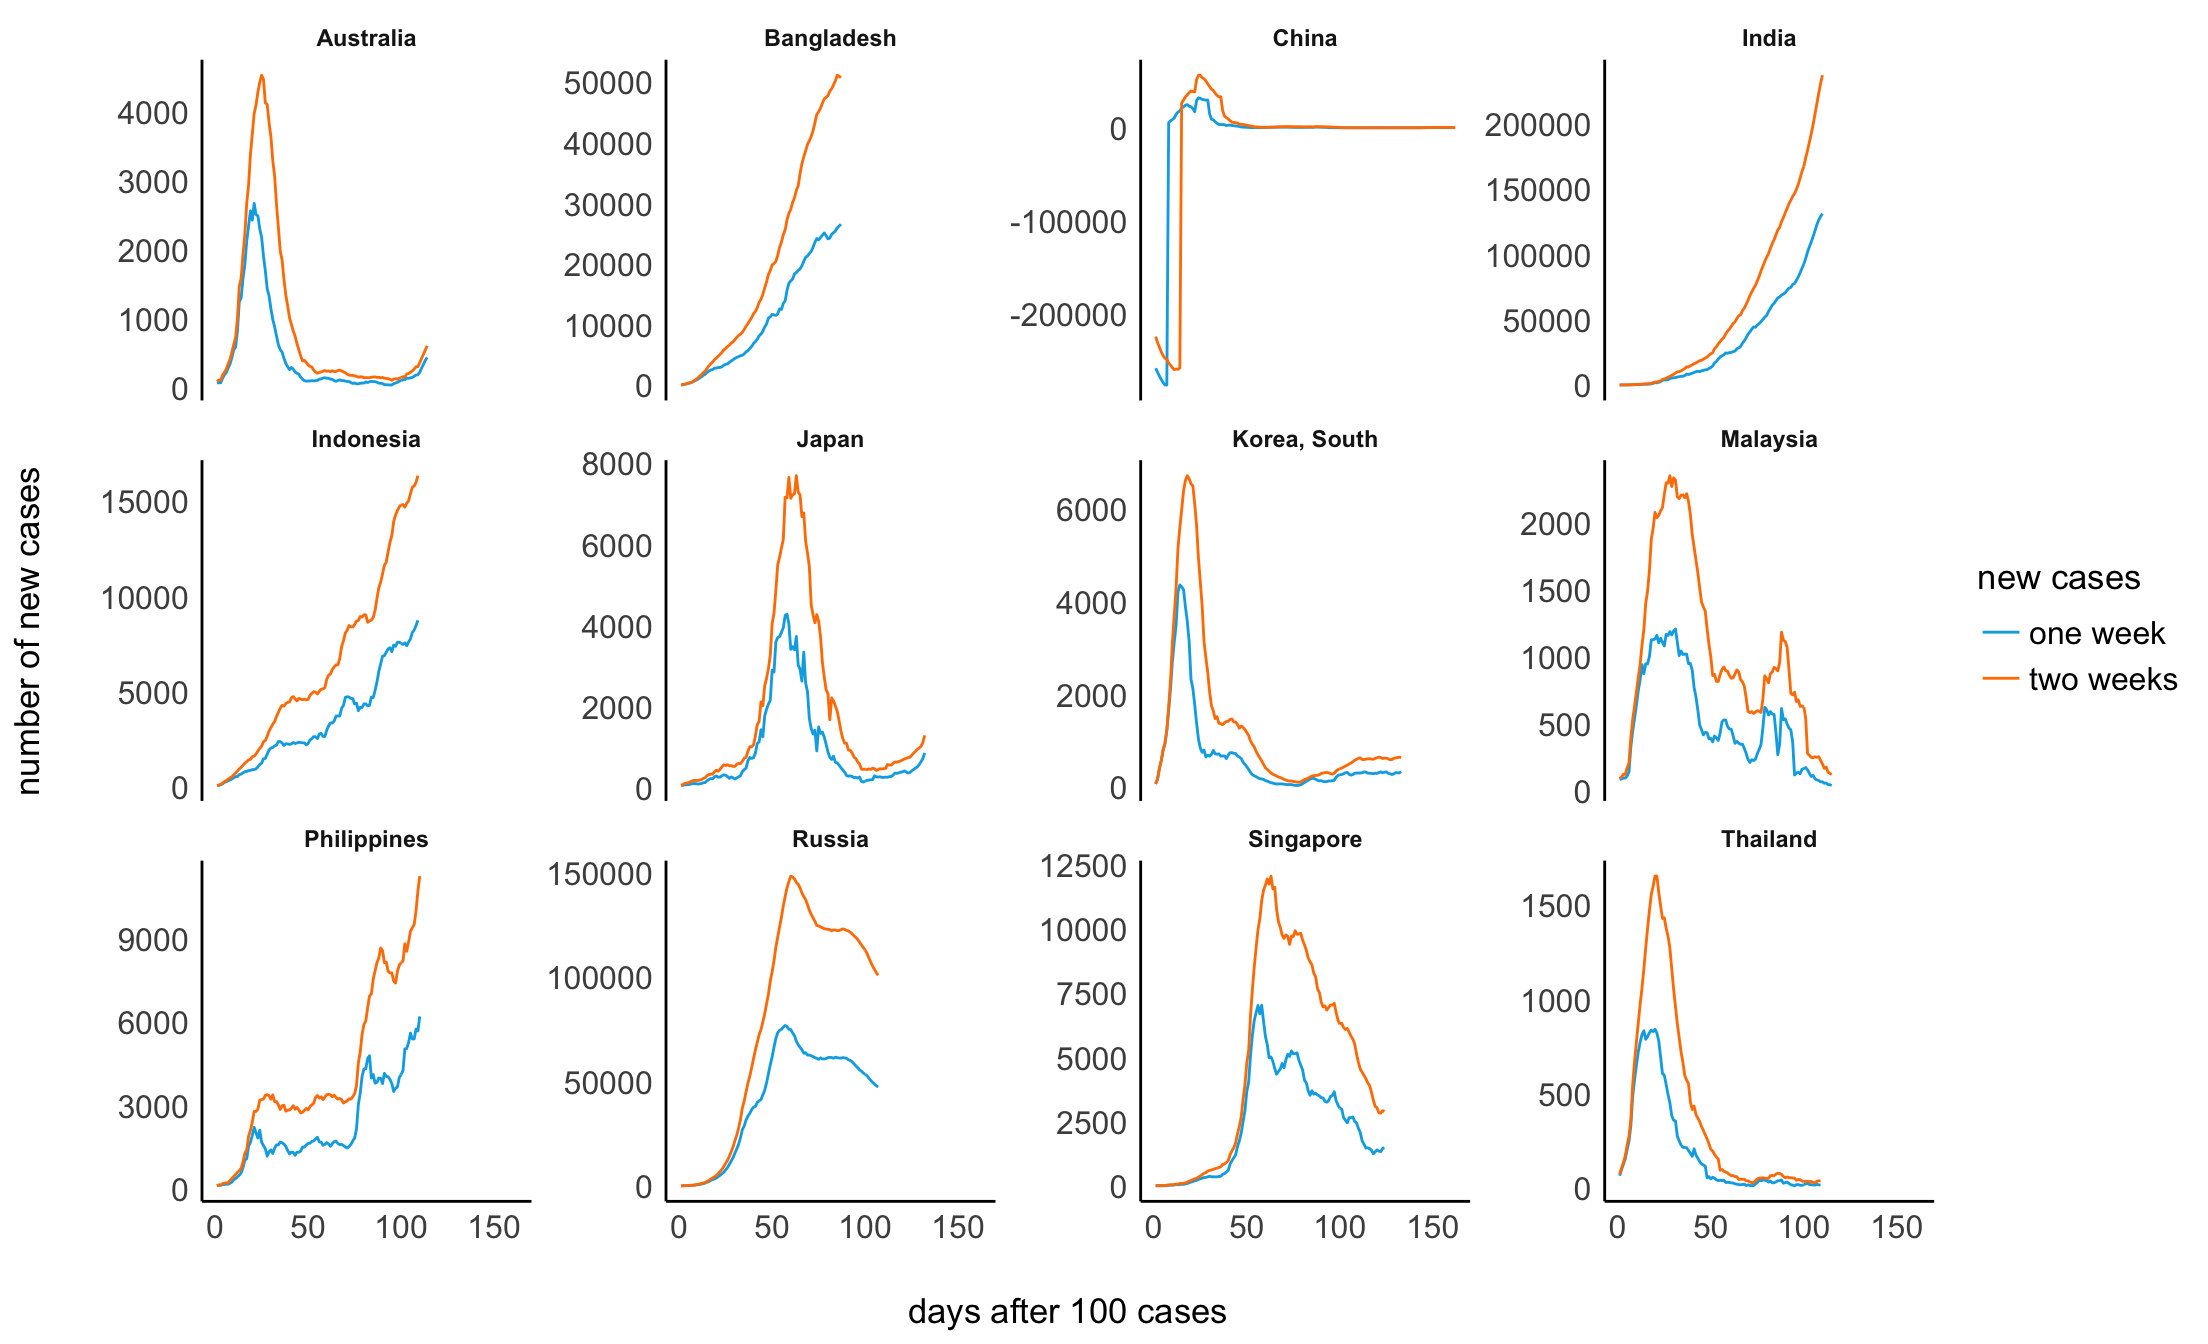 Australia
Bangladesh
China
India
4000
3000
2000
1000
0
50000
40000
30000
20000
10000
0
0
-100000
-200000
200000
150000
100000
50000
0
Indonesia
Japan
Korea, South
Malaysia
15000
10000
5000
0
8000
6000
4000
2000
0
6000
4000
2000
0
2000
1500
1000
500
0
Philippines
Russia
Singapore
Thailand
9000
6000
3000
0
150000
100000
50000
0
12500
10000
7500
5000
2500
0
1500
1000
500
0
0 50 100 150
0 50 100 150
0 50 100 150
0 50 100 150
days after 100 cases
number of new cases
new cases
one week
two weeks